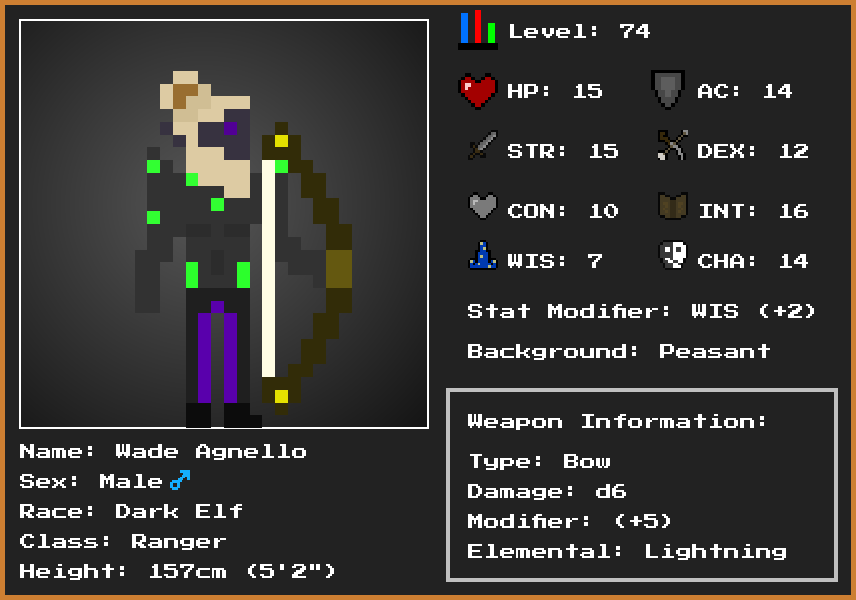 Level: 74
HP: 15
AC: 14
STR: 15
DEX: 12
CON: 10
INT: 16
WIS: 7
CHA: 14
Stat Modifier: WIS (+2)
Background: Peasant
Weapon Information:
Type: Bow
Damage: d6
Modifier: (+5)
Elemental: Lightning
Name: Wade Agnello
Sex: Male♂
Race: Dark Elf
Class: Ranger
Height: 157cm (5'2")